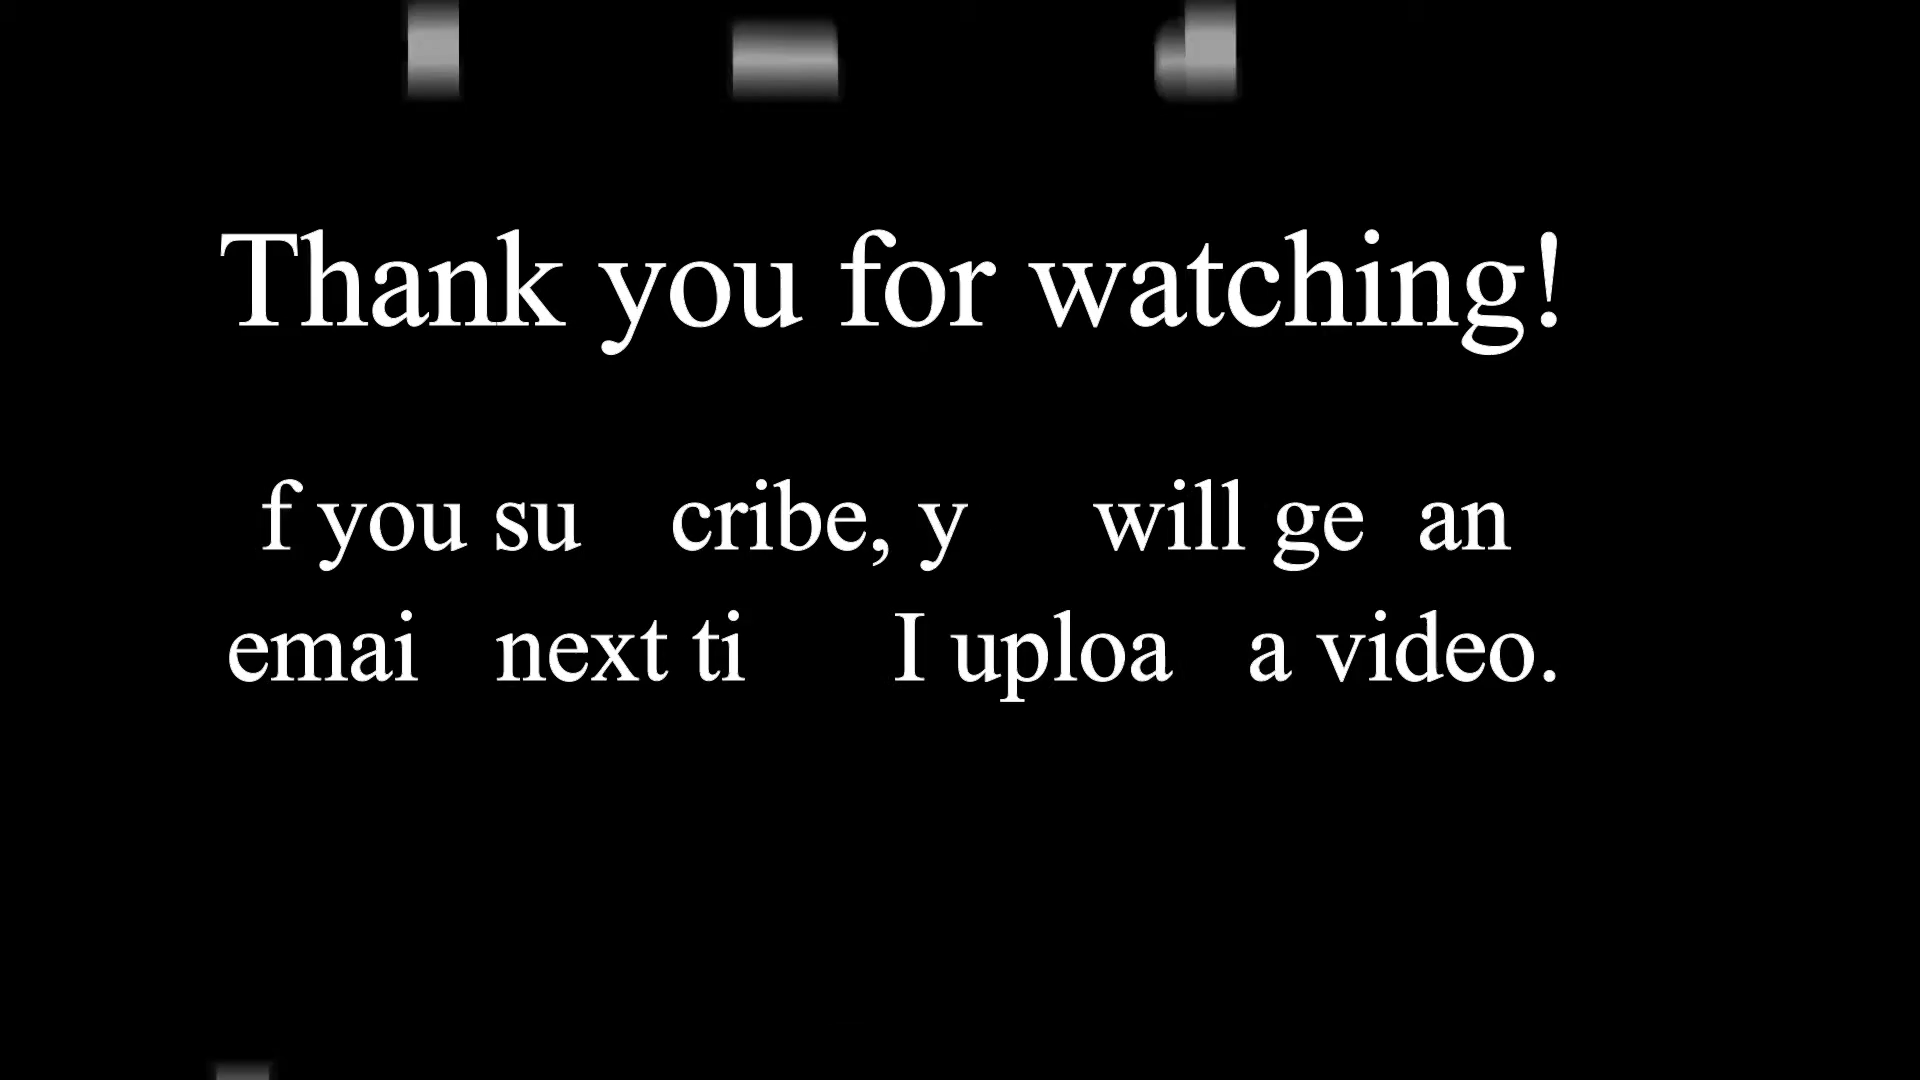 Thank you for watching!
f you su cribe, y will ge an
emai next ti I uploa a video.